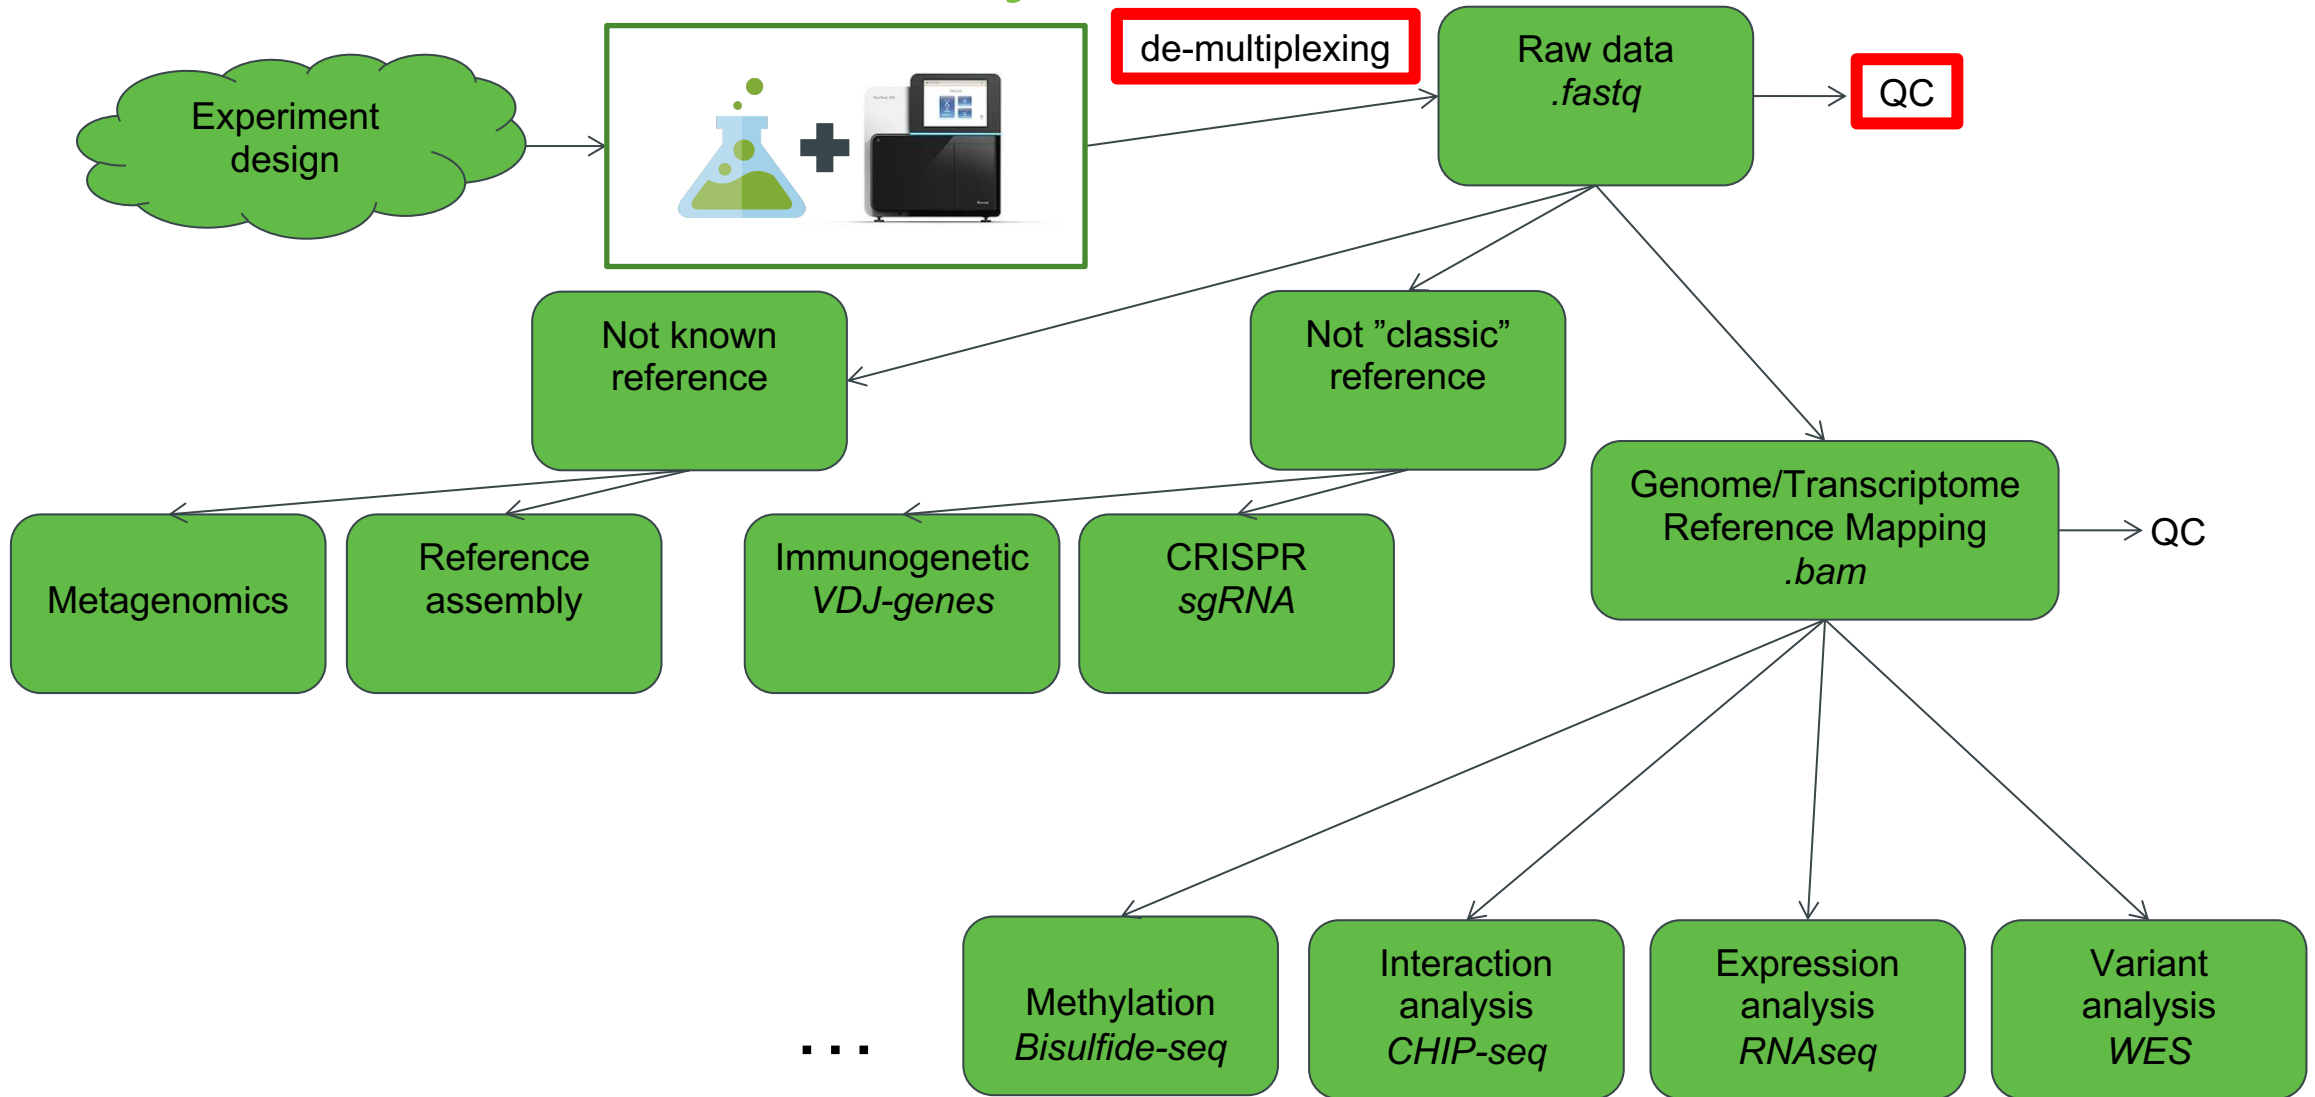 de-multiplexing
Raw data
.fastq
QC
Experiment
design
Not known
reference
Not ”classic”
reference
Genome/Transcriptome
Reference Mapping
.bam
QC
Metagenomics
Reference
assembly
Immunogenetic
VDJ-genes
CRISPR
sgRNA
...
Methylation
Bisulfide-seq
Interaction
analysis
CHIP-seq
Expression
analysis
RNAseq
Variant
analysis
WES